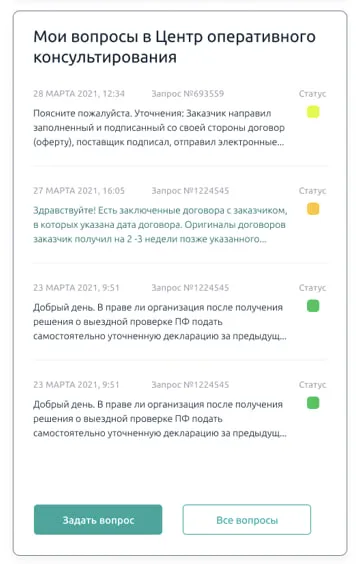 Мои вопросы в Центр оперативного
консультирования
28 МАРТА 2021, 12:34 Запрос №693559 Статус
Поясните пожалуйста. Уточнения: Заказчик направил
заполненный и подписанный со своей стороны договор
(оферту), поставщик подписал, отправил электронные...
27 МАРТА 2021, 16:05 Запрос №1224545 Статус
Здравствуйте! Есть заключенные договора с заказчиком,
в которых указана дата договора. Оригиналы договоров
заказчик получил на 2 -3 недели позже указанного...
23 МАРТА 2021, 9:51 Запрос №1224545 Статус
Добрый день. В праве ли организация после получения
решения о выездной проверке ПФ подать
самостоятельно уточненную декларацию за предыдущ...
23 МАРТА 2021, 9:51 Запрос №1224545 Статус
Добрый день. В праве ли организация после получения
решения о выездной проверке ПФ подать
самостоятельно уточненную декларацию за предыдущ...
Задать вопрос Все вопросы